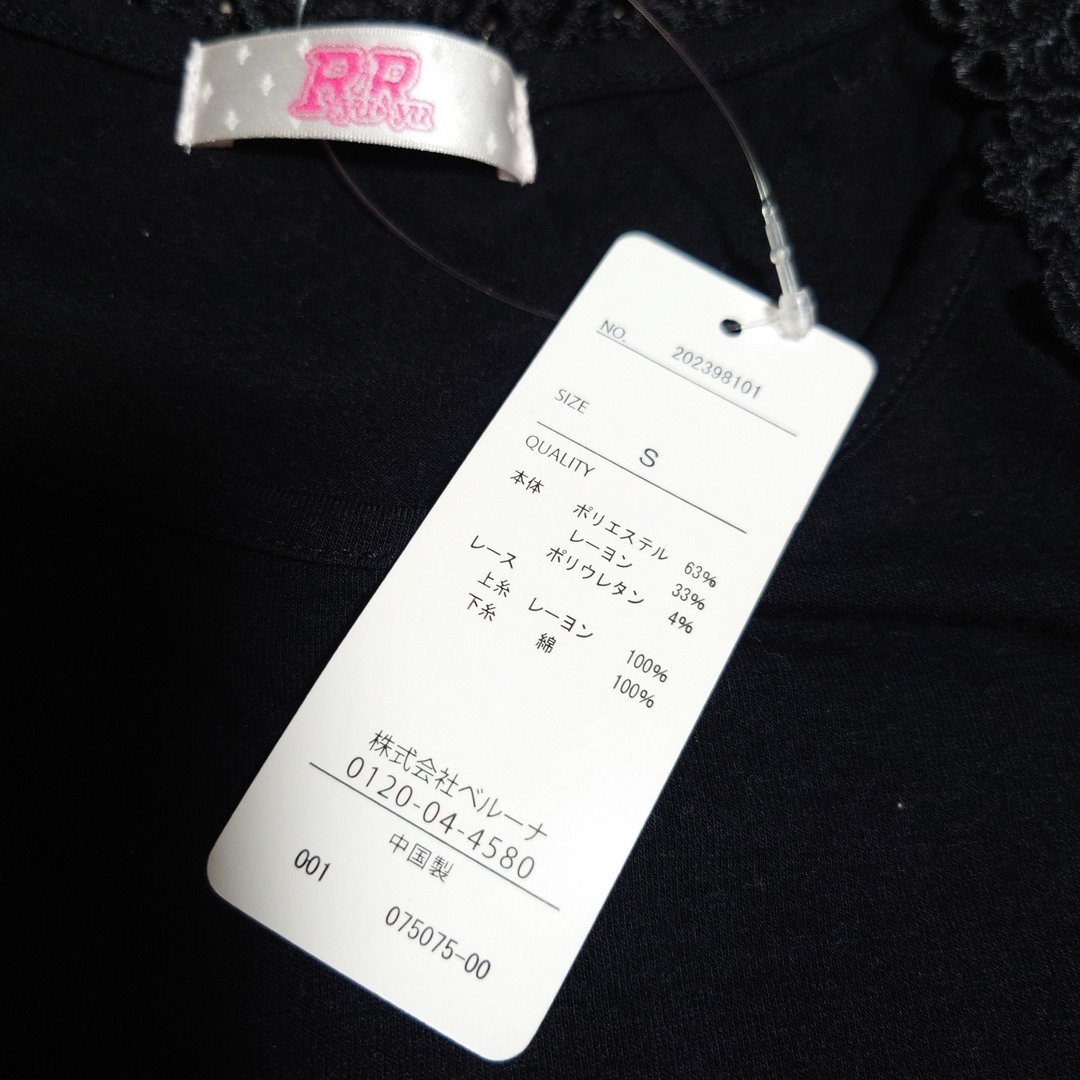 RR
NO. 202398101
SIZE S
QUALITY
本体 ポリエステル 63%
レーヨン 33%
ポリウレタン 4%
レース
上糸 レーヨン 100%
下糸 綿 100%
株式会社ベルーナ
0120-04-4580
中国製
001
075075-00